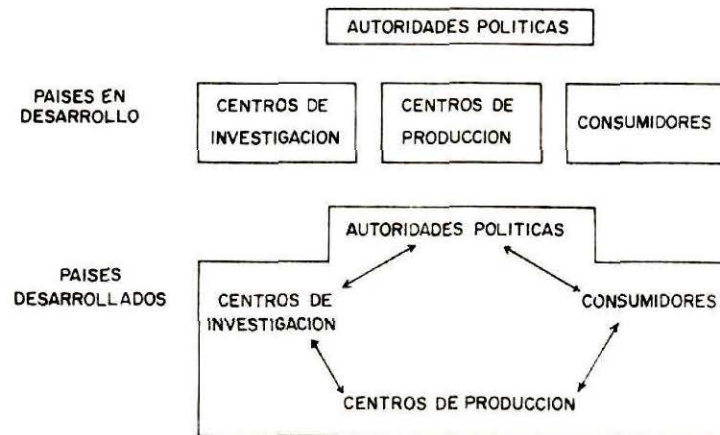 AUTORIDADES POLITICAS
PAISES EN
DESARROLLO
CENTROS DE
INVESTIGACION
CENTROS DE
PRODUCCION
CONSUMIDORES
AUTORIDADES POLITICAS
PAISES
DESARROLLADOS
CENTROS DE
INVESTIGACION
CONSUMIDORES
CENTROS DE PRODUCCION